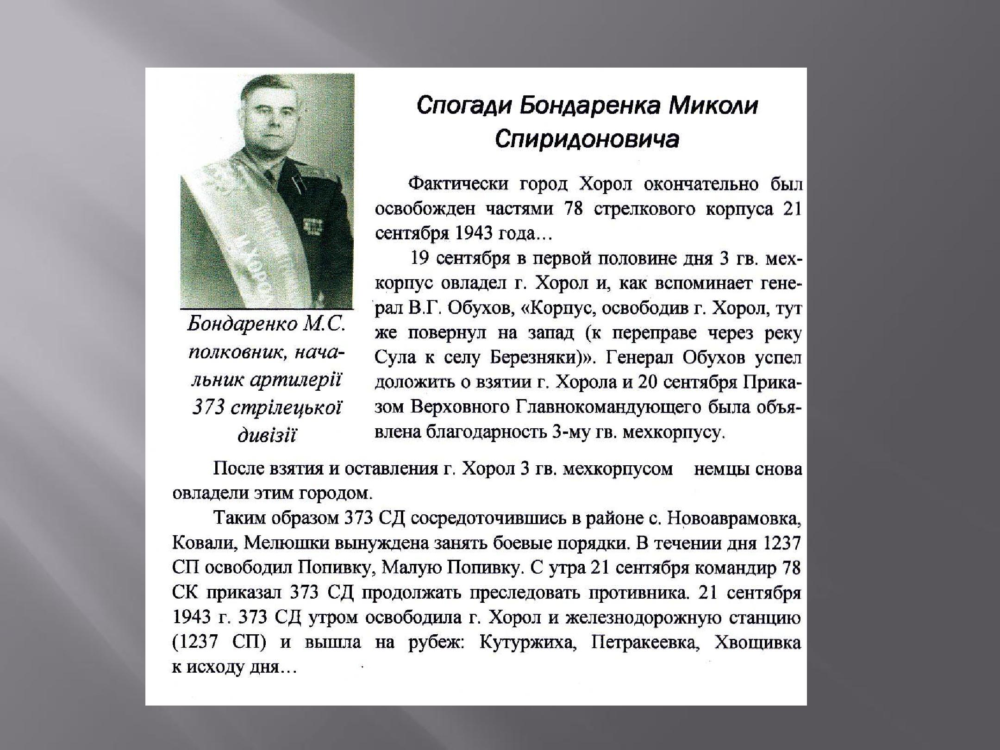 Спогади Бондаренка Миколи
Спиридоновича
Фактически город Хорол окончательно был
освобожден частями 78 стрелкового корпуса 21
сентября 1943 года…
19 сентября в первой половине дня 3 гв. мех-
корпус овладел г. Хорол и, как вспоминает гене-
рал В.Г. Обухов, «Корпус, освободив г. Хорол, тут
же повернул на запад (к переправе через реку
Сула к селу Березняки)». Генерал Обухов успел
доложить о взятии г. Хорола и 20 сентября Прика-
зом Верховного Главнокомандующего была объя-
влена благодарность 3-му гв. мехкорпусу.
Бондаренко М.С.
полковник, нача-
льник артилерії
373 стрілецької
дивізії
После взятия и оставления г. Хорол 3 гв. мехкорпусом немцы снова
овладели этим городом.
Таким образом 373 СД сосредоточившись в районе с. Новоаврамовка,
Ковали, Мелюшки вынуждена занять боевые порядки. В течении дня 1237
СП освободил Попивку, Малую Попивку. С утра 21 сентября командир 78
СК приказал 373 СД продолжать преследовать противника. 21 сентября
1943 г. 373 СД утром освободила г. Хорол и железнодорожную станцию
(1237 СП) и вышла на рубеж: Кутуржиха, Петракеевка, Хвощивка
к исходу дня…